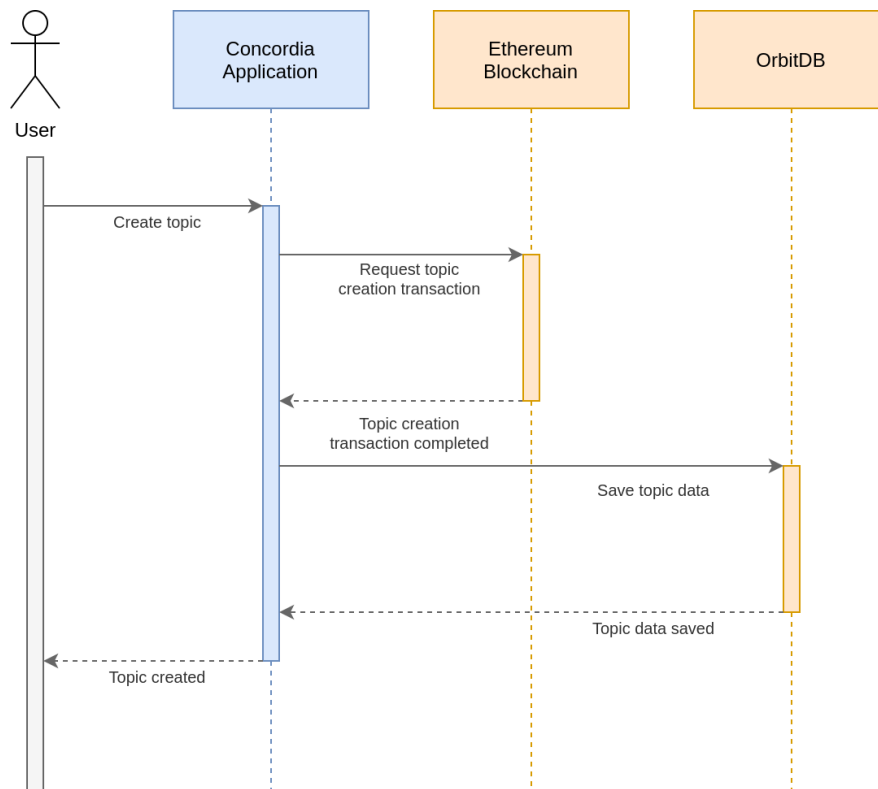 Concordia
Application
Ethereum
Blockchain
OrbitDB
User
Create topic
Request topic
creation transaction
Topic creation
transaction completed
Save topic data
Topic data saved
Topic created